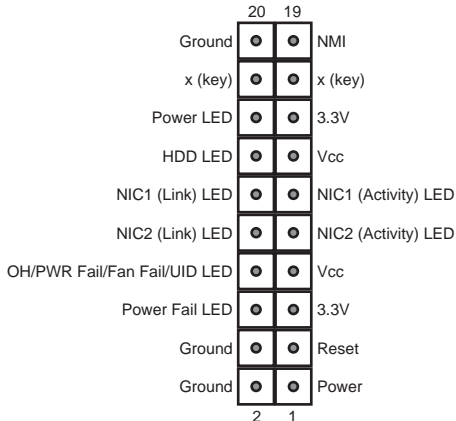 20 19
Ground NMI
x (key) x (key)
Power LED 3.3V
HDD LED Vcc
NIC1 (Link) LED NIC1 (Activity) LED
NIC2 (Link) LED NIC2 (Activity) LED
OH/PWR Fail/Fan Fail/UID LED Vcc
Power Fail LED 3.3V
Ground Reset
Ground Power
2 1